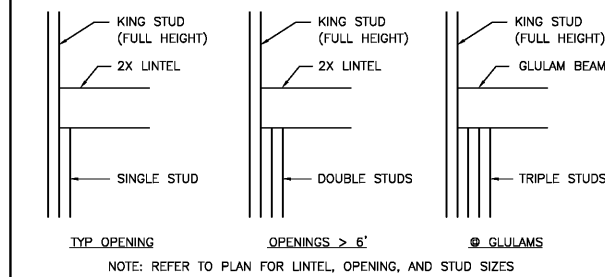 KING STUD
(FULL HEIGHT)
2X LINTEL
SINGLE STUD
TYP OPENING
KING STUD
(FULL HEIGHT)
2X LINTEL
DOUBLE STUDS
OPENINGS > 6'
KING STUD
(FULL HEIGHT)
GLULAM BEAM
TRIPLE STUDS
@ GLULAMS
NOTE: REFER TO PLAN FOR LINTEL, OPENING, AND STUD SIZES